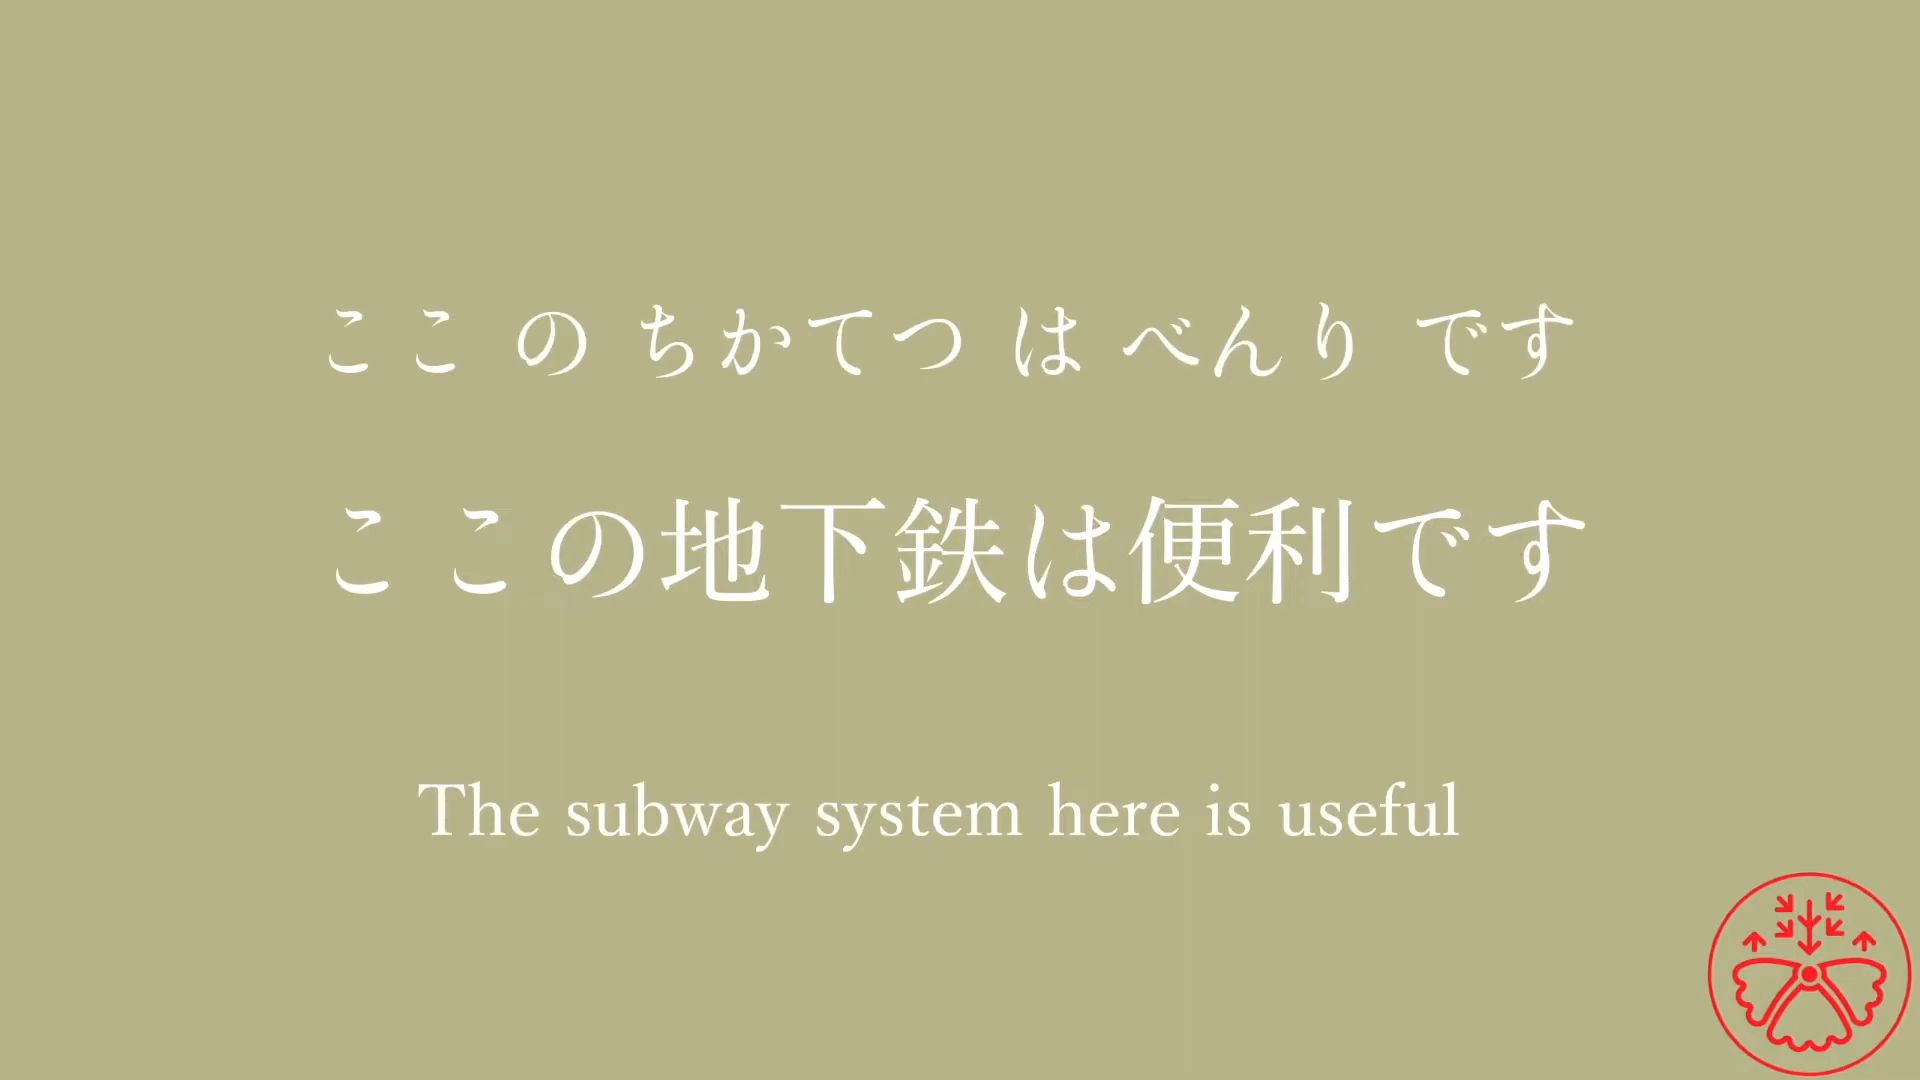 ここ の ちかてつ は べんり です
ここの地下鉄は便利です
The subway system here is useful